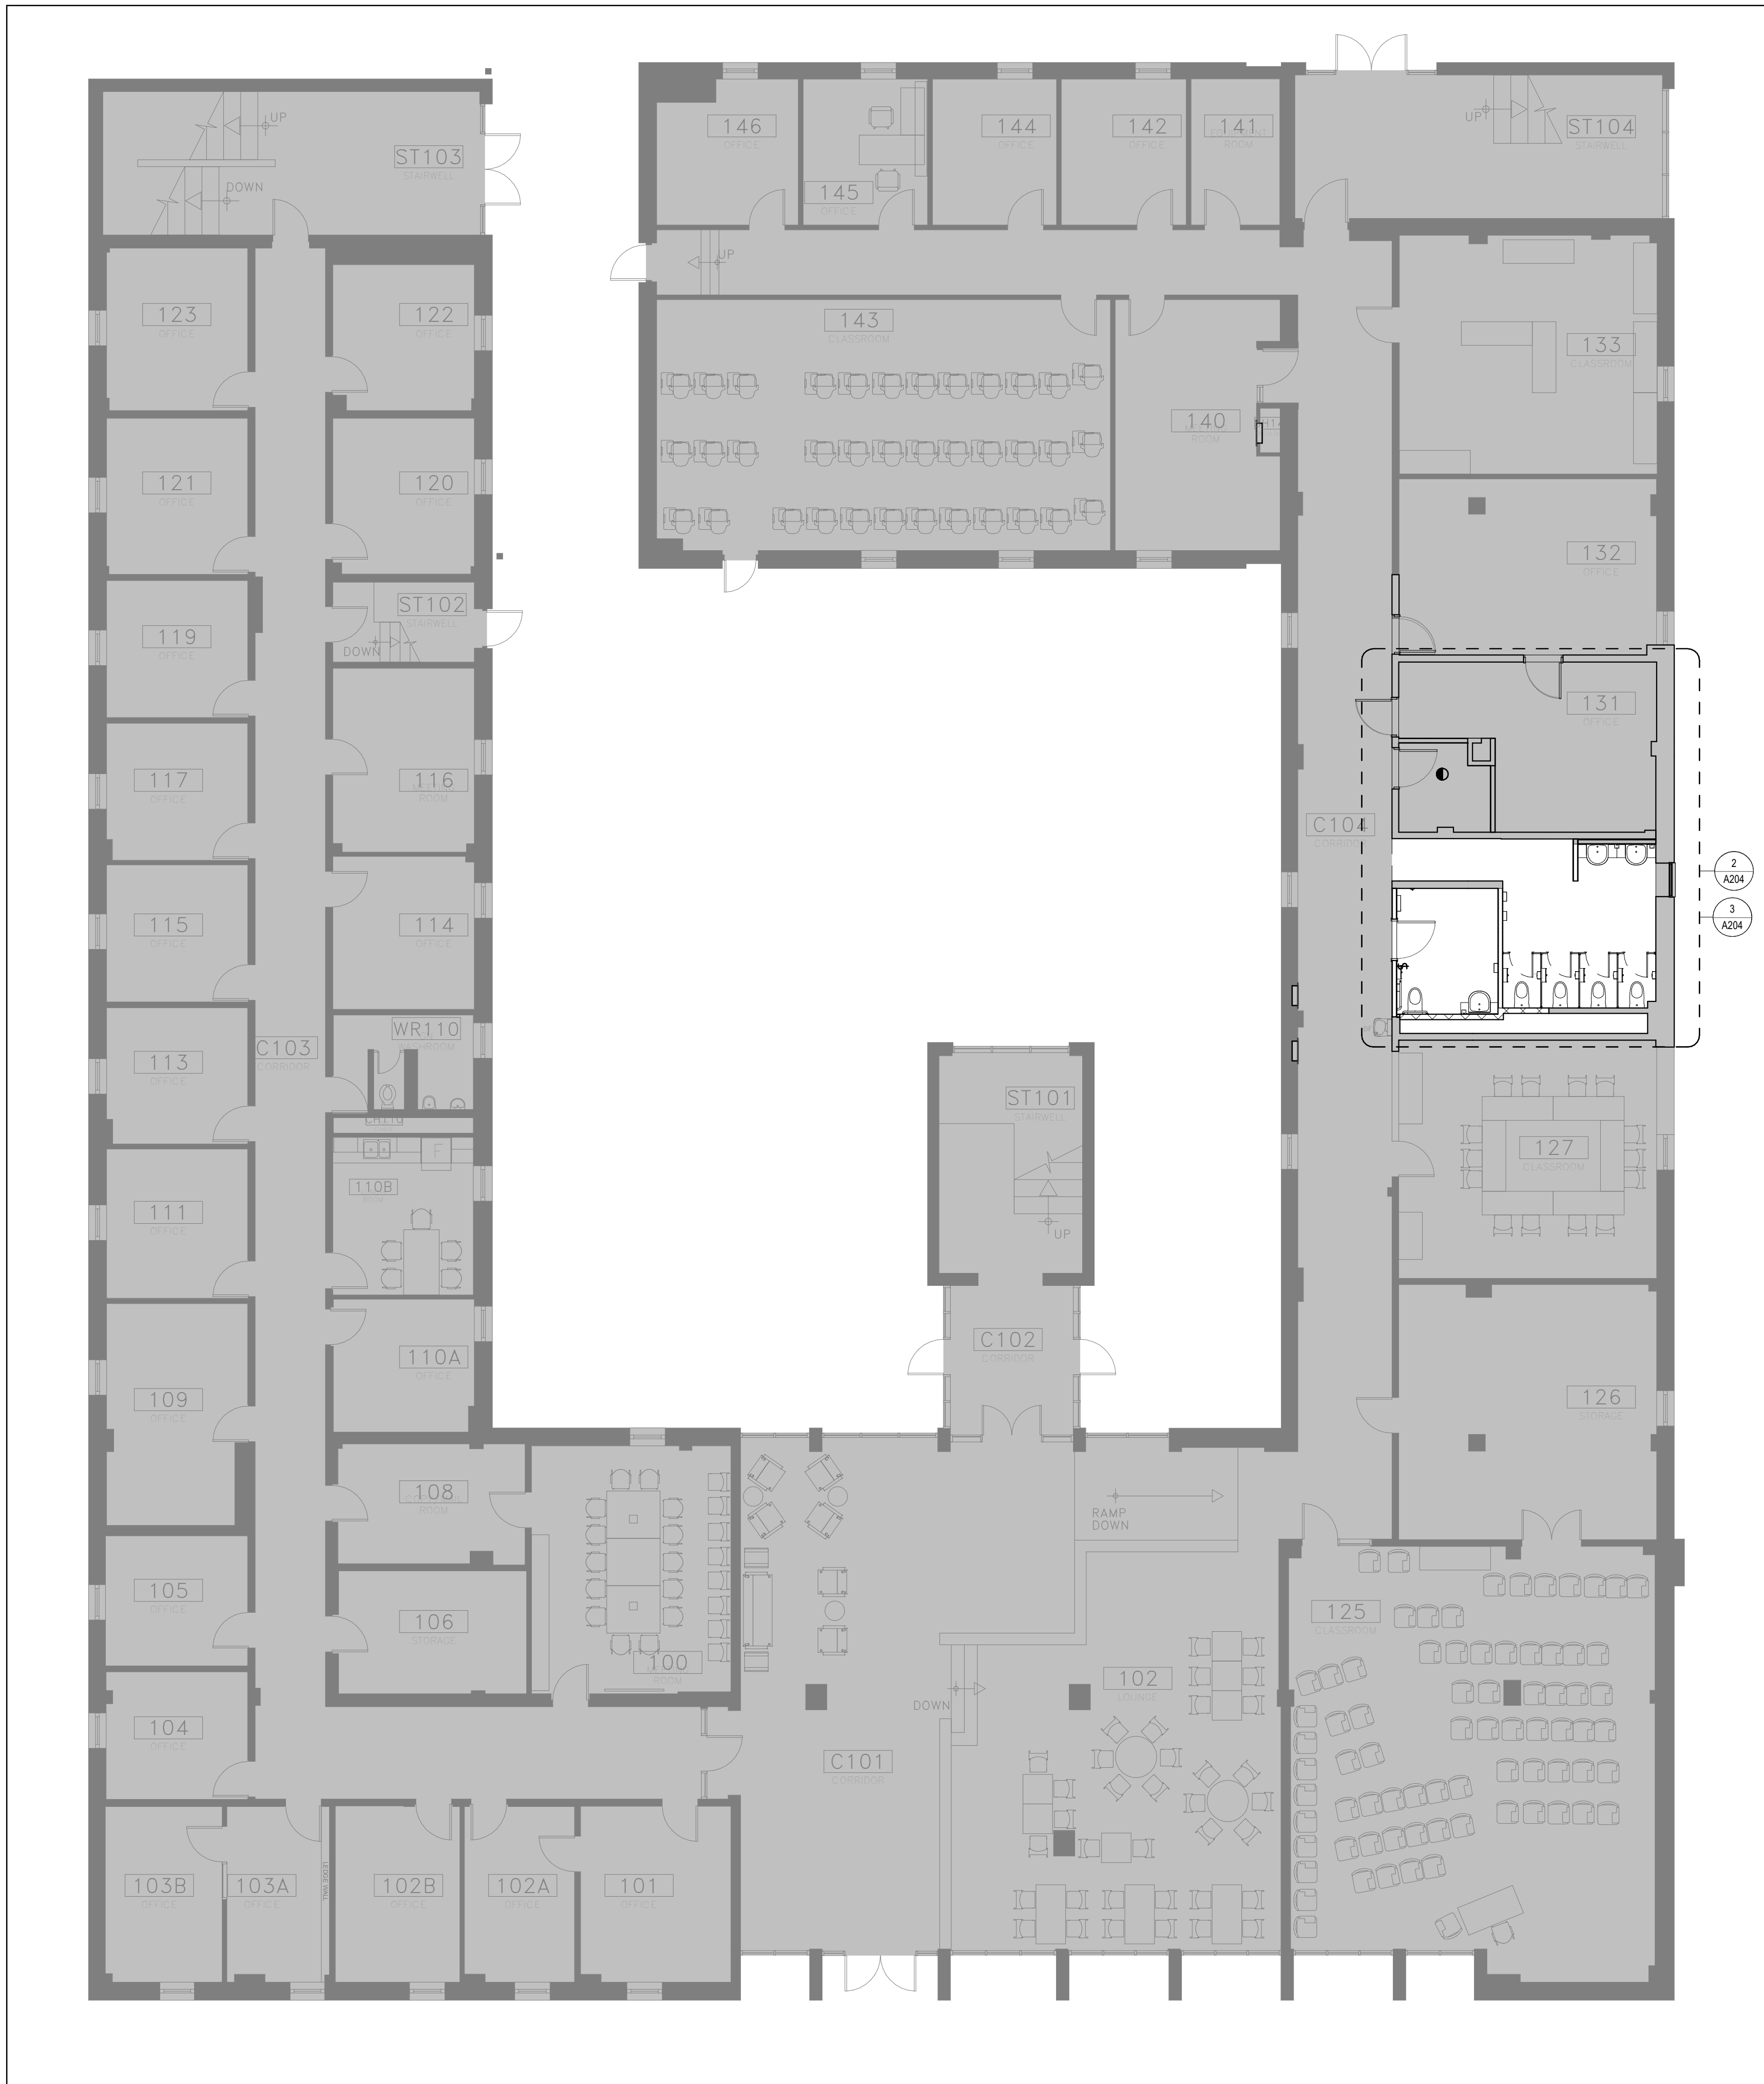 UP
ST103
STAIRWELL
DOWN
146
OFFICE
145
OFFICE
144
OFFICE
142
OFFICE
141
ROOM
UP
ST104
STAIRWELL
UP
123
OFFICE
122
OFFICE
143
CLASSROOM
133
CLASSROOM
140
ROOM
121
OFFICE
120
OFFICE
132
OFFICE
119
OFFICE
ST102
STAIRWELL
DOWN
131
OFFICE
117
OFFICE
116
ROOM
C104
CORRIDOR
2
A204
3
A204
115
OFFICE
114
OFFICE
113
OFFICE
C103
CORRIDOR
WR110
WASHROOM
ST101
STAIRWELL
UP
127
CLASSROOM
F
110B
111
OFFICE
110A
OFFICE
C102
CORRIDOR
109
OFFICE
126
STORAGE
108
ROOM
RAMP
DOWN
105
OFFICE
106
STORAGE
100
ROOM
125
CLASSROOM
102
LOUNGE
DOWN
104
OFFICE
C101
CORRIDOR
103B
OFFICE
103A
OFFICE
LEDGE WALL
102B
OFFICE
102A
OFFICE
101
OFFICE